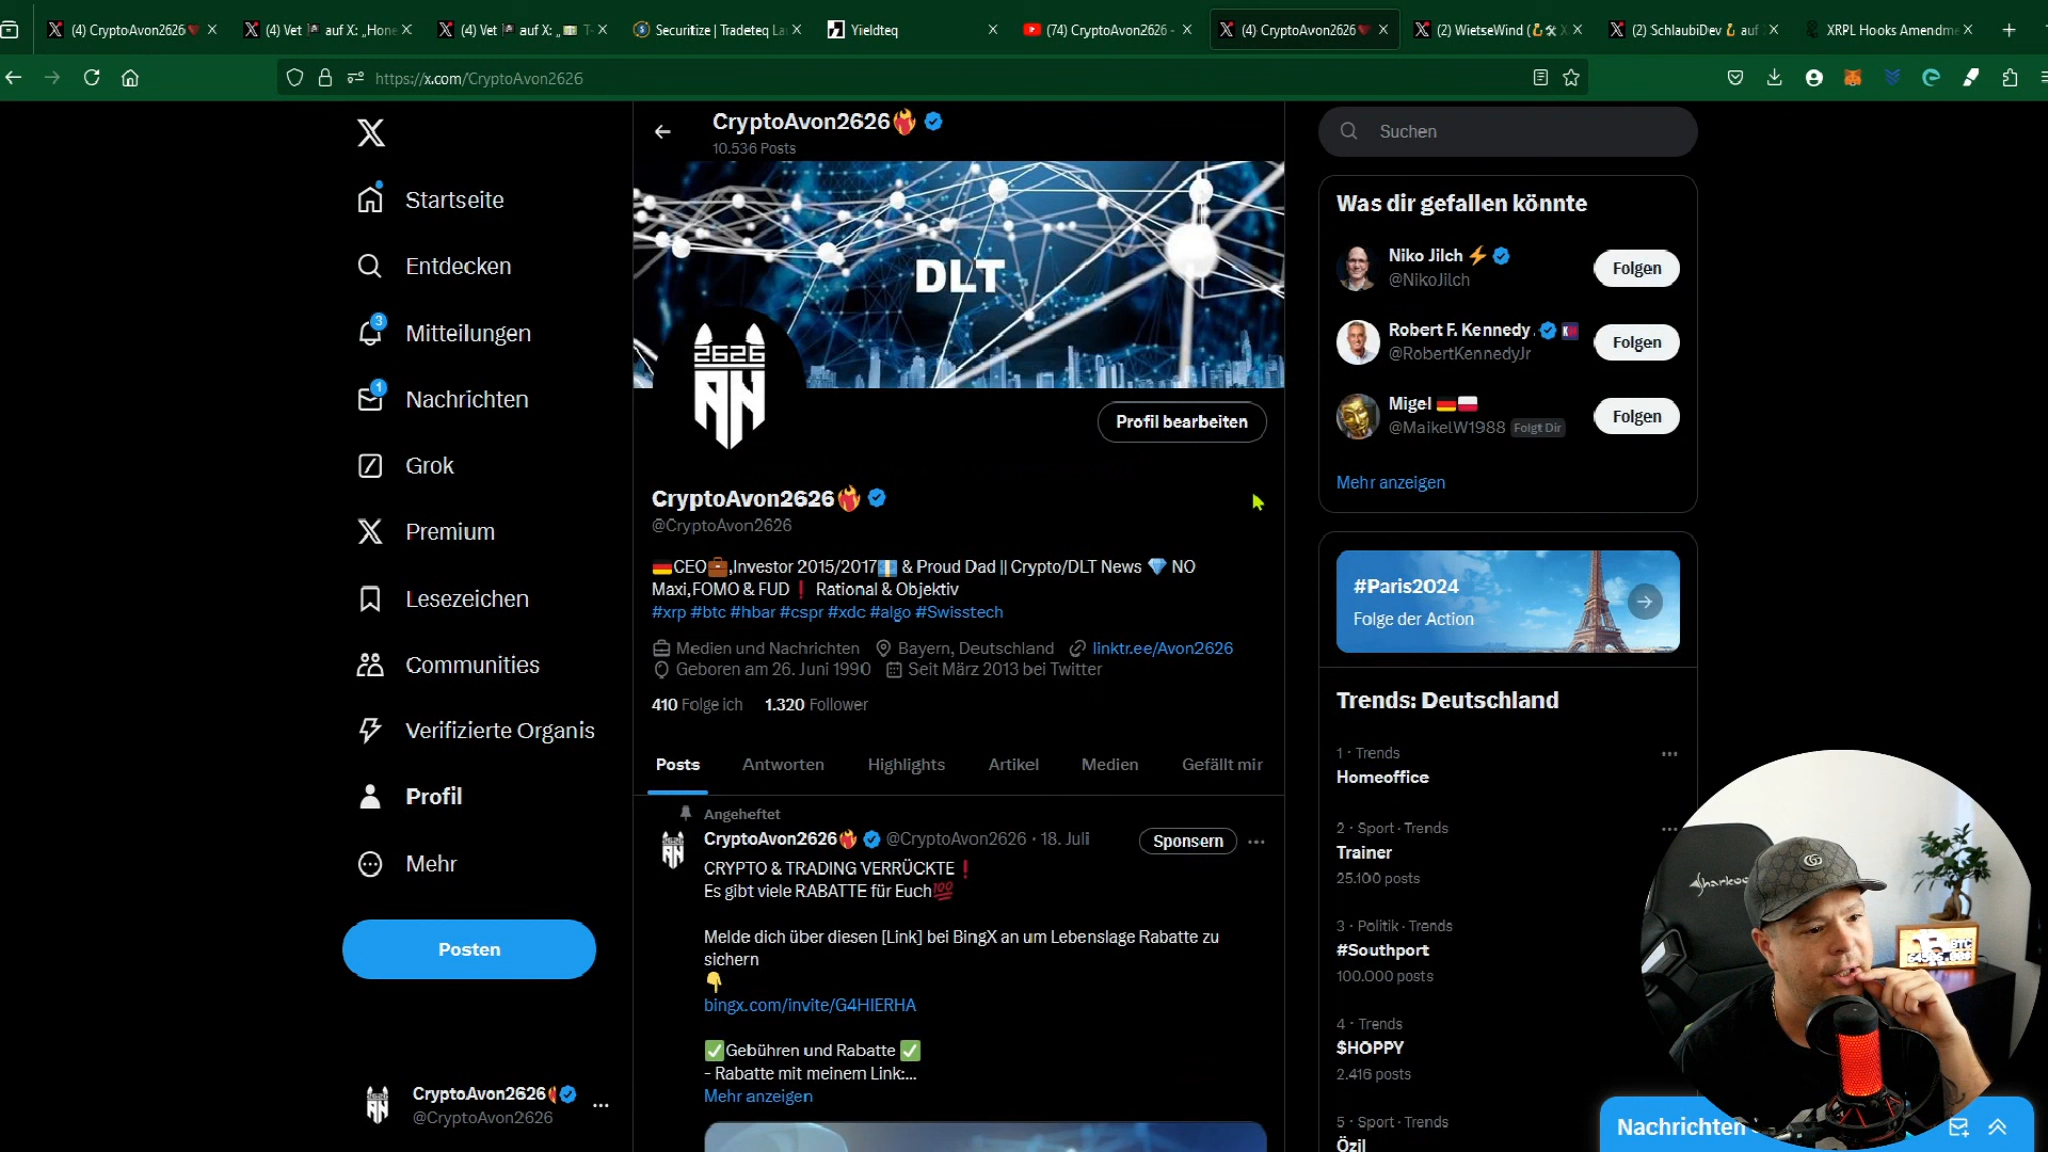 (4) CryptoAvon2626
(4) Vet auf X: „Hone
(4) Vet auf X: „
Securitize | Tradeteq La
Yieldteq
(74) CryptoAvon2626 -
(4) CryptoAvon2626
(2) WietseWind (
(2) SchlaubiDev auf
XRPL Hooks Amendme
https://x.com/CryptoAvon2626
Startseite
Entdecken
3
Mitteilungen
1
Nachrichten
Grok
Premium
Lesezeichen
Communities
Verifizierte Organis
Profil
Mehr
Posten
CryptoAvon2626
@CryptoAvon2626
CryptoAvon2626
10.536 Posts
DLT
2626
AN
Profil bearbeiten
CryptoAvon2626
@CryptoAvon2626
🇩🇪CEO💼,Investor 2015/2017 & Proud Dad || Crypto/DLT News 💎 NO
Maxi,FOMO & FUD❗ Rational & Objektiv
#xrp #btc #hbar #cspr #xdc #algo #Swisstech
Medien und Nachrichten Bayern, Deutschland linktr.ee/Avon2626
Geboren am 26. Juni 1990 Seit März 2013 bei Twitter
410 Folge ich 1.320 Follower
Posts Antworten Highlights Artikel Medien Gefällt mir
Angeheftet
CryptoAvon2626 @CryptoAvon2626 · 18. Juli
Sponsern
CRYPTO & TRADING VERRÜCKTE❗
Es gibt viele RABATTE für Euch💯
Melde dich über diesen [Link] bei BingX an um Lebenslage Rabatte zu
sichern
👇
bingx.com/invite/G4HIERHA
✅Gebühren und Rabatte ✅
- Rabatte mit meinem Link:...
Mehr anzeigen
Suchen
Was dir gefallen könnte
Niko Jilch ⚡
@NikoJilch
Folgen
Robert F. Kennedy
@RobertKennedyJr
Folgen
Migel 🇩🇪🇵🇱
@MaikelW1988 Folgt Dir
Folgen
Mehr anzeigen
#Paris2024
Folge der Action
Trends: Deutschland
1 · Trends
Homeoffice
2 · Sport · Trends
Trainer
25.100 posts
3 · Politik · Trends
#Southport
100.000 posts
4 · Trends
$HOPPY
2.416 posts
5 · Sport · Trends
Özil
BTC
Nachrichten